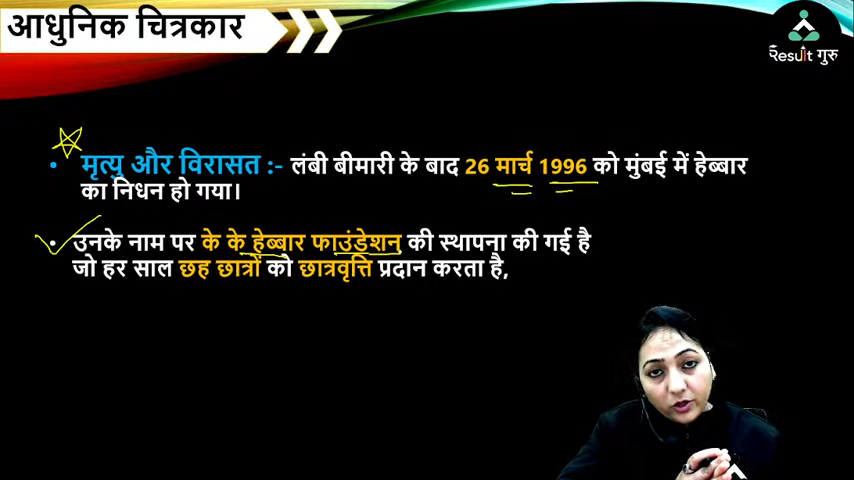 आधुनिक चित्रकार
Result गुरु
• मृत्यु और विरासत :- लंबी बीमारी के बाद 26 मार्च 1996 को मुंबई में हेब्बार
का निधन हो गया।
• उनके नाम पर के के हेब्बार फाउंडेशन की स्थापना की गई है
जो हर साल छह छात्रों को छात्रवृत्ति प्रदान करता है,